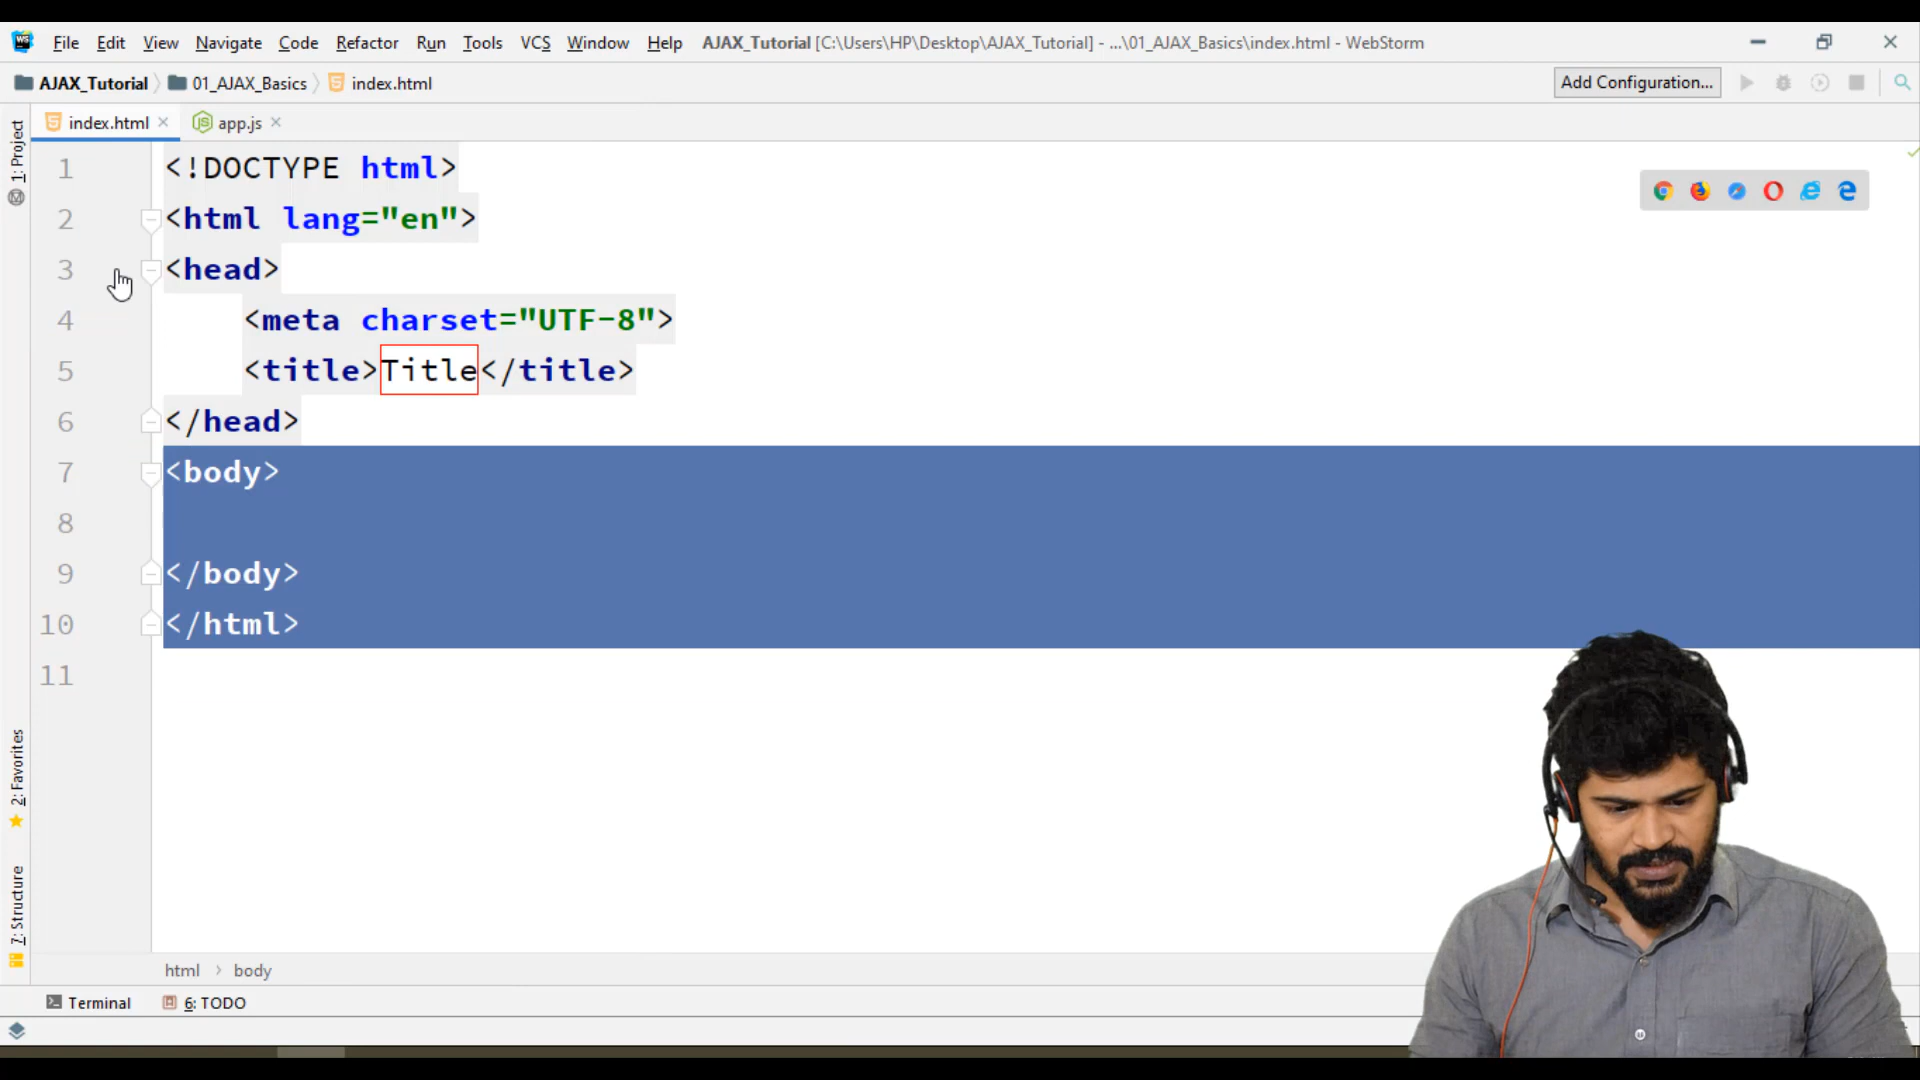 WS File Edit View Navigate Code Refactor Run Tools VCS Window Help AJAX_Tutorial [C:\Users\HP\Desktop\AJAX_Tutorial] - ...\01_AJAX_Basics\index.html - WebStorm
AJAX_Tutorial 01_AJAX_Basics index.html Add Configuration...
index.html app.js
1: Project
1 <!DOCTYPE html>
2 <html lang="en">
3 <head>
4 <meta charset="UTF-8">
5 <title>Title</title>
6 </head>
7 <body>
8
9 </body>
10 </html>
11
2: Favorites
7: Structure
html › body
Terminal 6: TODO